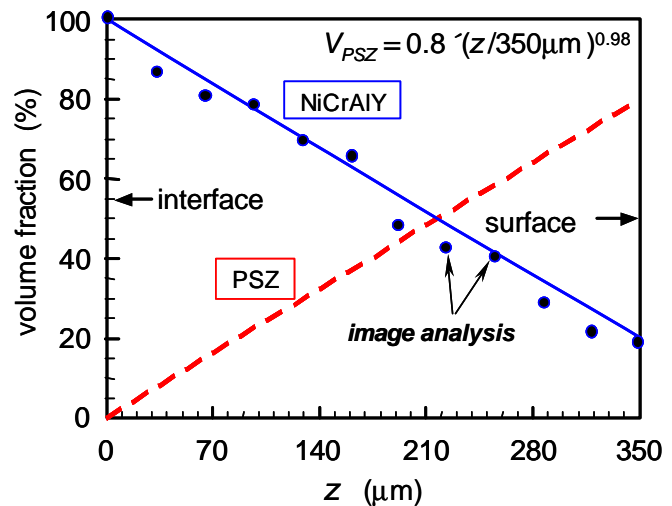 V_PSZ = 0.8 ´(z/350μm)^0.98
NiCrAlY
interface
surface
PSZ
image analysis
volume fraction (%)
100
80
60
40
20
0
0 70 140 210 280 350
z (μm)